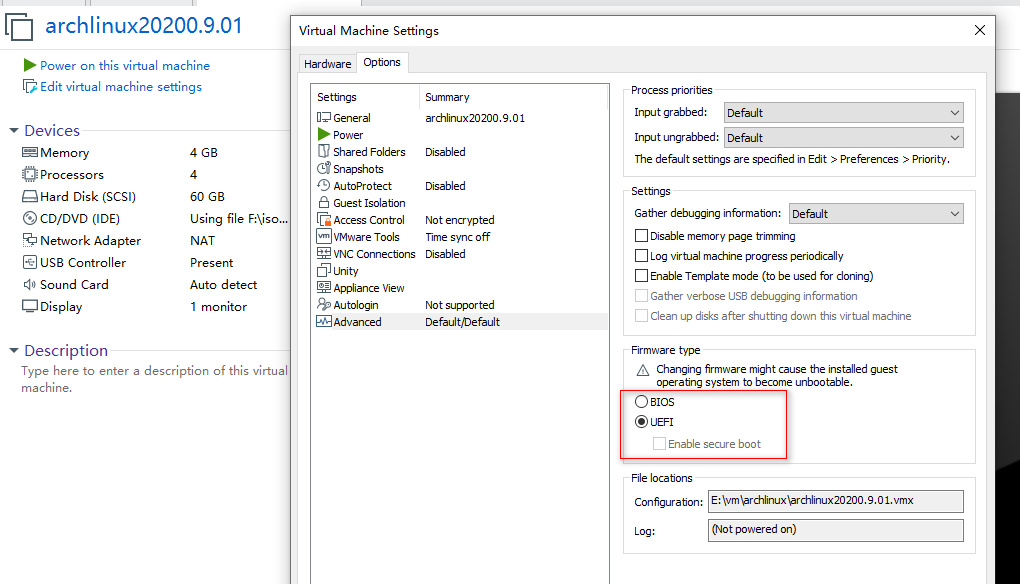 archlinux20200.9.01
Power on this virtual machine
Edit virtual machine settings
Devices
Memory 4 GB
Processors 4
Hard Disk (SCSI) 60 GB
CD/DVD (IDE) Using file F:\iso...
Network Adapter NAT
USB Controller Present
Sound Card Auto detect
Display 1 monitor
Description
Type here to enter a description of this virtual
machine.
Virtual Machine Settings
Hardware Options
Settings Summary
General archlinux20200.9.01
Power
Shared Folders Disabled
Snapshots
AutoProtect Disabled
Guest Isolation
Access Control Not encrypted
vm VMware Tools Time sync off
VNC Connections Disabled
Unity
Appliance View
Autologin Not supported
Advanced Default/Default
Process priorities
Input grabbed: Default
Input ungrabbed: Default
The default settings are specified in Edit > Preferences > Priority.
Settings
Gather debugging information: Default
Disable memory page trimming
Log virtual machine progress periodically
Enable Template mode (to be used for cloning)
Gather verbose USB debugging information
Clean up disks after shutting down this virtual machine
Firmware type
Changing firmware might cause the installed guest
operating system to become unbootable.
BIOS
UEFI
Enable secure boot
File locations
Configuration: E:\vm\archlinux\archlinux20200.9.01.vmx
Log: (Not powered on)